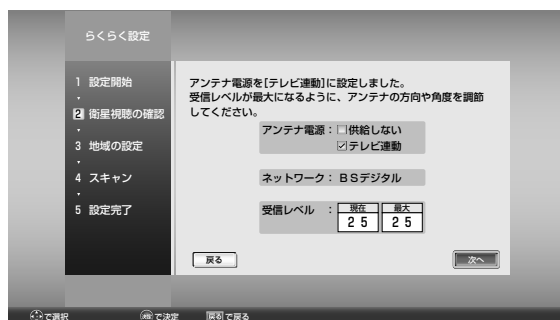 らくらく設定
1 設定開始
2 衛星視聴の確認
3 地域の設定
4 スキャン
5 設定完了
アンテナ電源を[テレビ連動]に設定しました。
受信レベルが最大になるように、アンテナの方向や角度を調節
してください。
アンテナ電源：□供給しない
☑テレビ連動
ネットワーク：BSデジタル
受信レベル ： 現在 最大
25 25
戻る 次へ
で選択 決定 で決定 戻る で戻る